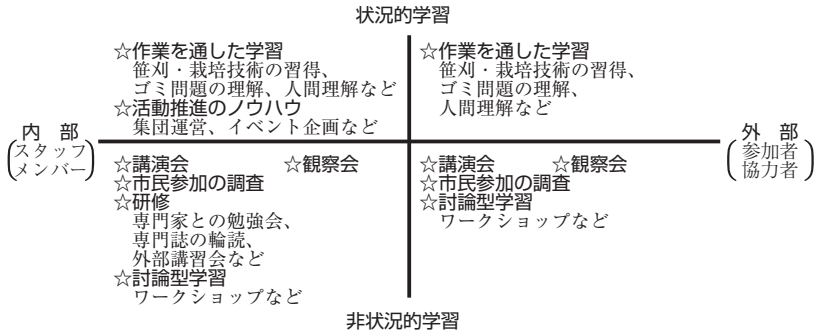 状況的学習
☆作業を通した学習
笹刈・栽培技術の習得、
ゴミ問題の理解、人間理解など
☆活動推進のノウハウ
集団運営、イベント企画など
☆作業を通した学習
笹刈・栽培技術の習得、
ゴミ問題の理解、
人間理解など
内 部
(スタッフ
メンバー)
外 部
(参加者
協力者)
☆講演会 ☆観察会
☆市民参加の調査
☆研修
専門家との勉強会、
専門誌の輪読、
外部講習会など
☆討論型学習
ワークショップなど
☆講演会 ☆観察会
☆市民参加の調査
☆討論型学習
ワークショップなど
非状況的学習